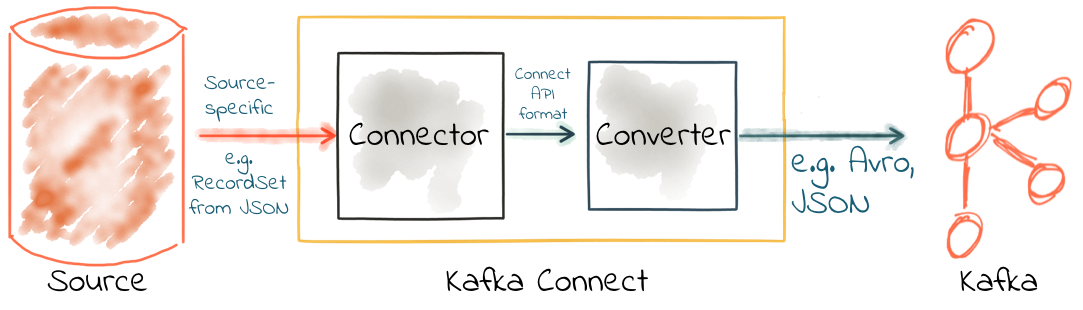 Source-
specific
e.g.
RecordSet
from JSON
Connector
Connect
API
format
Converter
e.g. Avro,
JSON
Source
Kafka Connect
Kafka